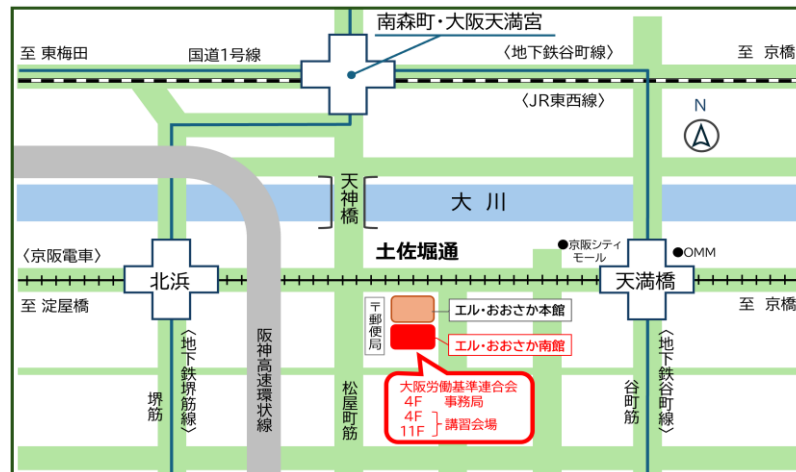 南森町・大阪天満宮
至 東梅田
国道1号線
〈地下鉄谷町線〉
至 京橋
〈JR東西線〉
N
天神橋
大 川
土佐堀通
●京阪シティ
モール
●OMM
〈京阪電車〉
北浜
天満橋
至 淀屋橋
至 京橋
〒郵便局
エル・おおさか本館
エル・おおさか南館
大阪労働基準連合会
4F 事務局
4F
11F
講習会場
堺筋
〈地下鉄堺筋線〉
阪神高速環状線
松屋町筋
谷町筋
〈地下鉄谷町線〉